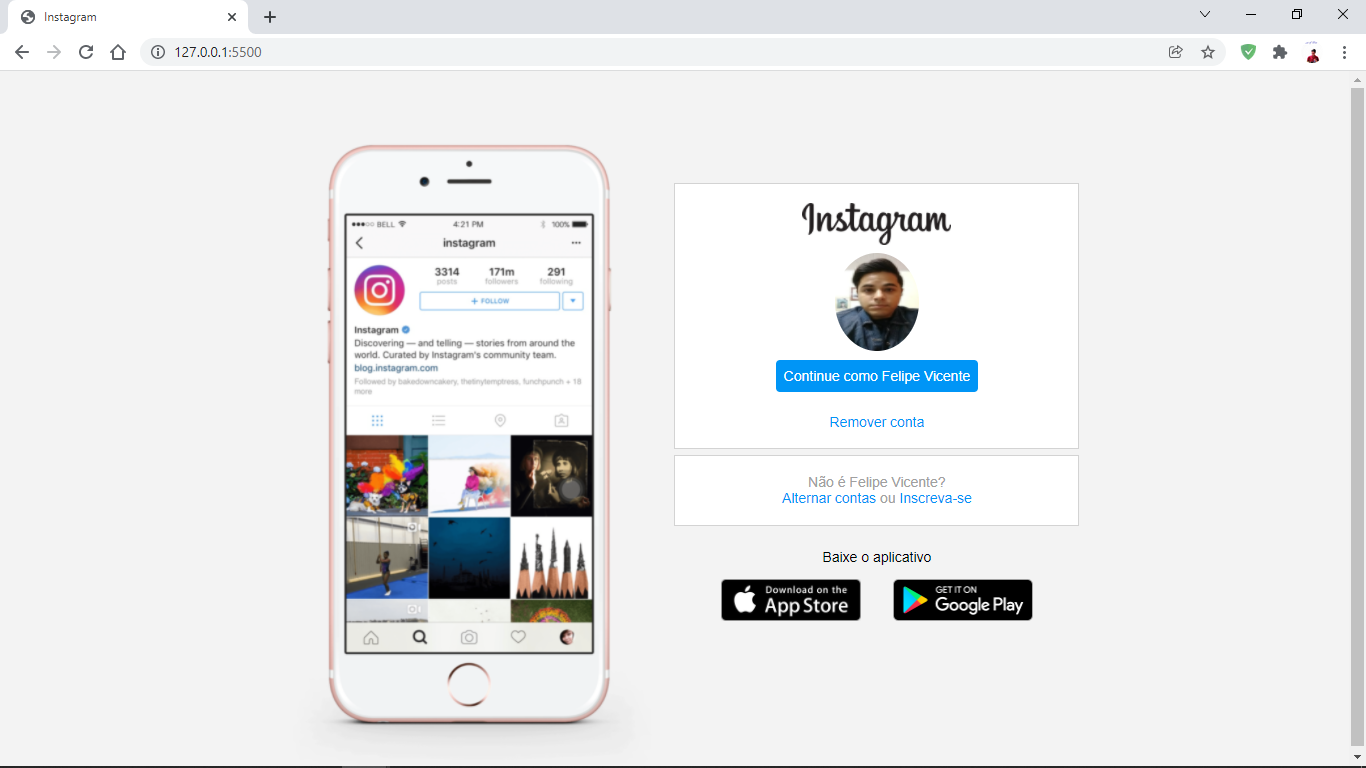 Instagram
127.0.0.1:5500
BELL
4:21 PM
100%
instagram
3314
171m
291
posts
followers
following
+ FOLLOW
Instagram
Discovering — and telling — stories from around the
world. Curated by Instagram's community team.
blog.instagram.com
Followed by bakedowncakery, thetinylemptress, funchpunch + 18
more
Instagram
Continue como Felipe Vicente
Remover conta
Não é Felipe Vicente?
Alternar contas ou Inscreva-se
Baixe o aplicativo
Download on the
App Store
GET IT ON
Google Play